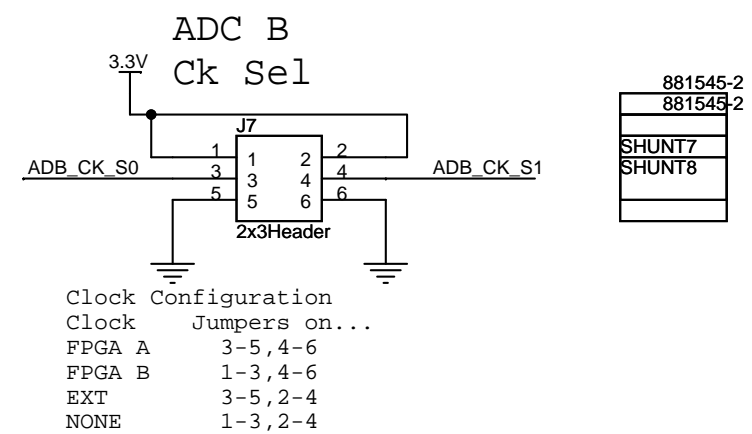 ADC B
Ck Sel
3.3V
881545-2
881545-2
J7
1 1 2 2
ADB_CK_S0 3 3 4 4 ADB_CK_S1
5 5 6 6
2x3Header
SHUNT7
SHUNT8
Clock Configuration
Clock Jumpers on...
FPGA A 3-5,4-6
FPGA B 1-3,4-6
EXT 3-5,2-4
NONE 1-3,2-4